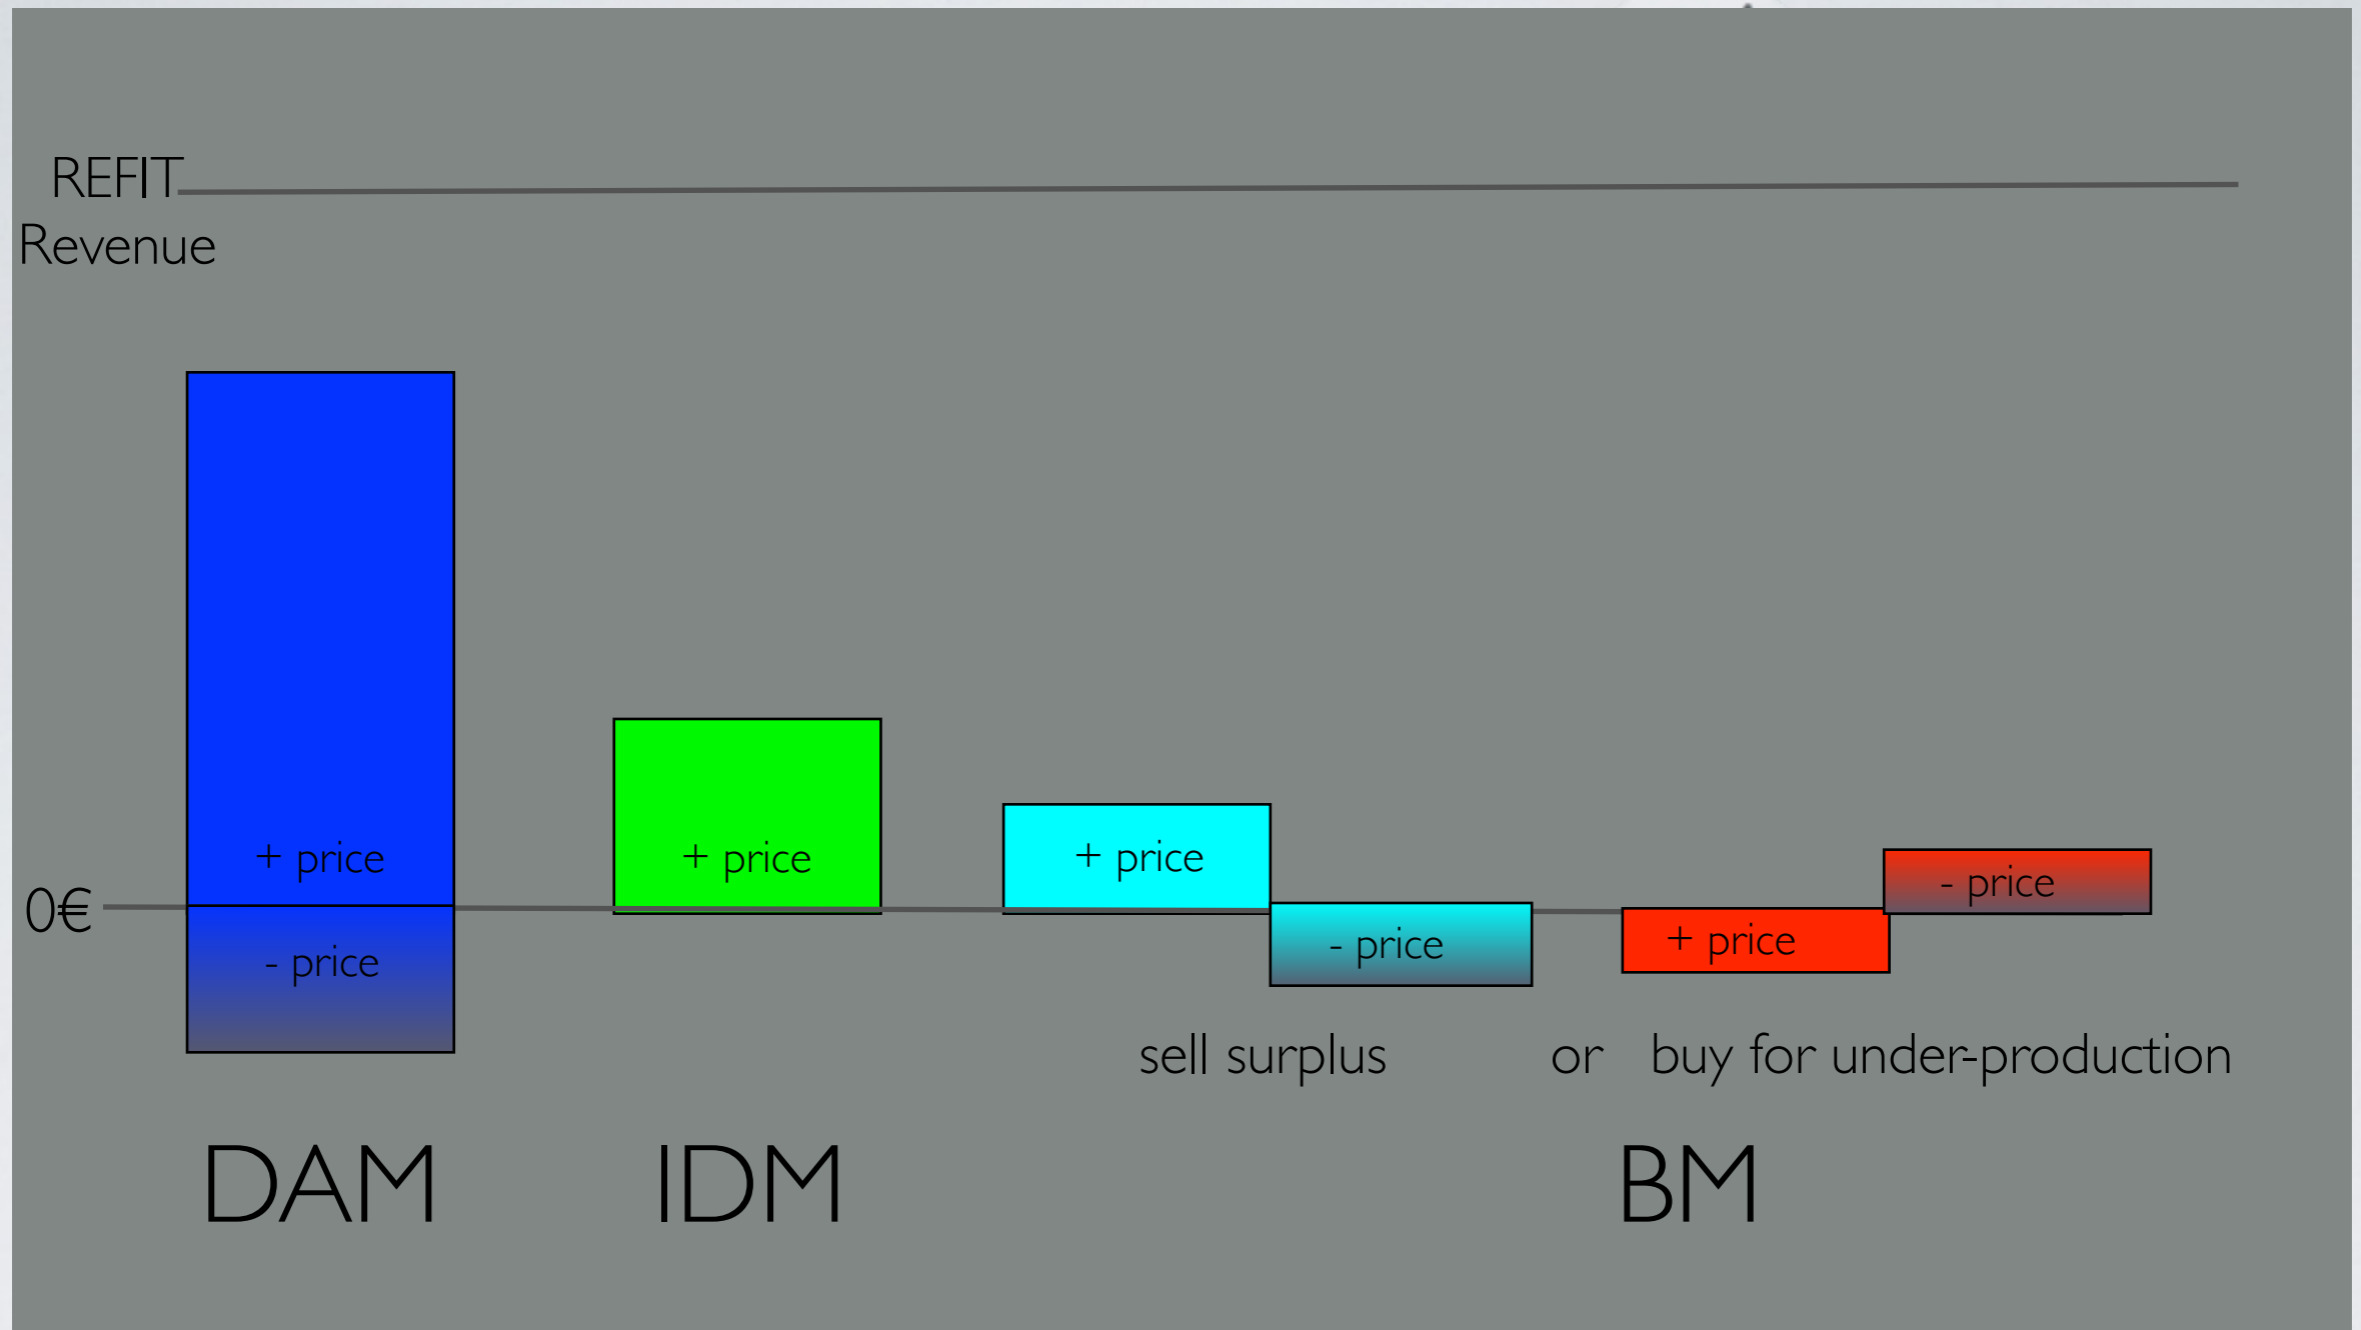 REFIT
Revenue
+ price
+ price
+ price
- price
0€
- price
- price
+ price
sell surplus or buy for under-production
DAM IDM BM